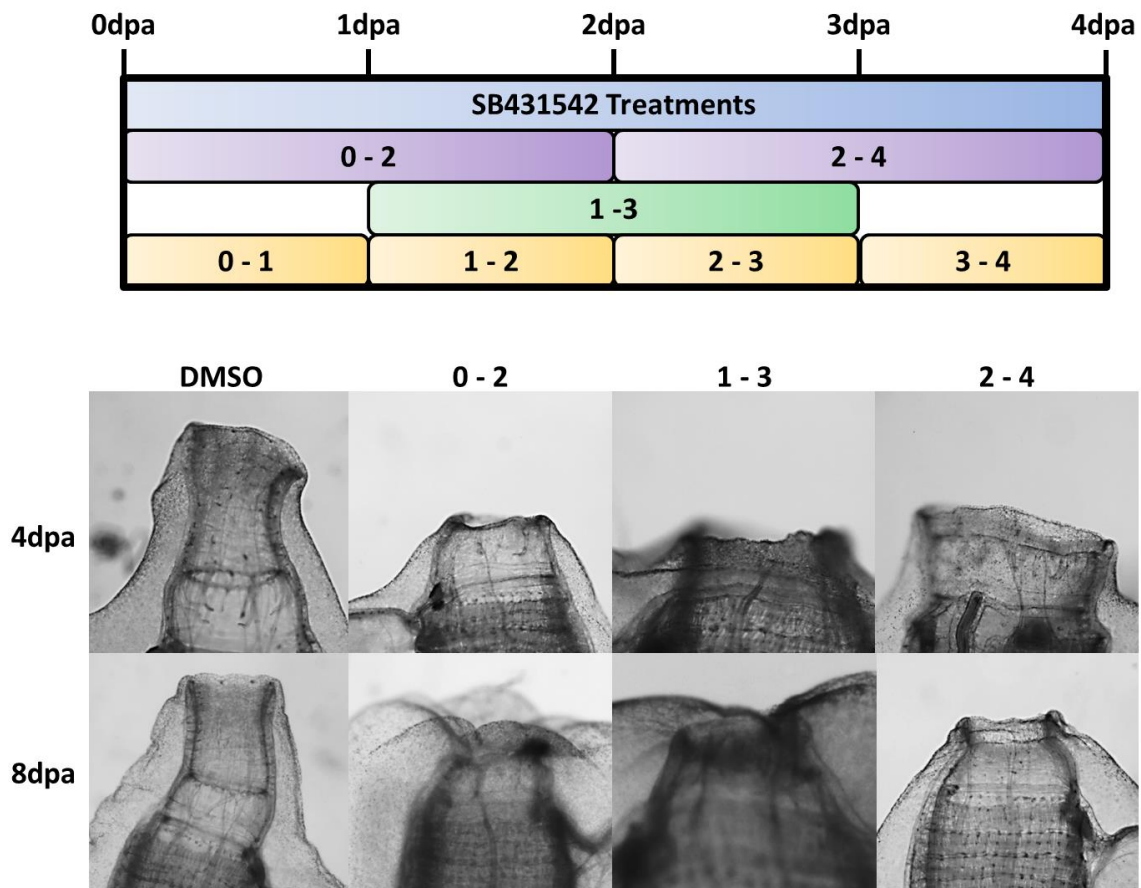 0dpa 1dpa 2dpa 3dpa 4dpa
SB431542 Treatments
0 - 2 2 - 4
1 -3
0 - 1 1 - 2 2 - 3 3 - 4
DMSO 0 - 2 1 - 3 2 - 4
4dpa
8dpa